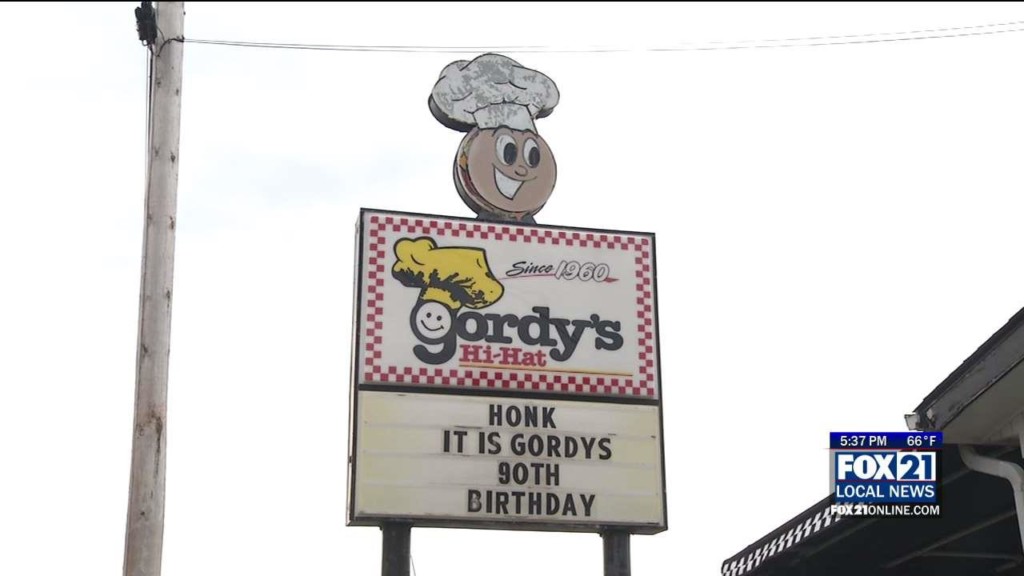 Since 1960
gordy's
Hi-Hat
HONK
IT IS GORDYS
90TH
BIRTHDAY
5:37 PM 66°F
FOX21
LOCAL NEWS
FOX21ONLINE.COM